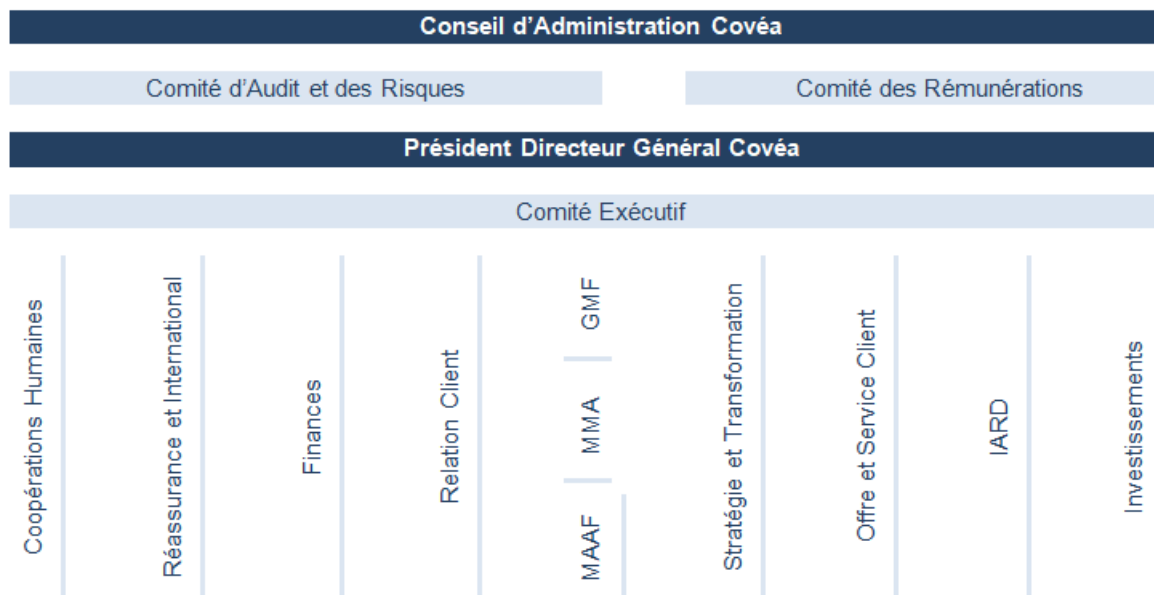 Conseil d'Administration Covéa
Comité d'Audit et des Risques
Comité des Rémunérations
Président Directeur Général Covéa
Comité Exécutif
Coopérations Humaines
Réassurance et International
Finances
Relation Client
GMF
MMA
MAAF
Stratégie et Transformation
Offre et Service Client
IARD
Investissements